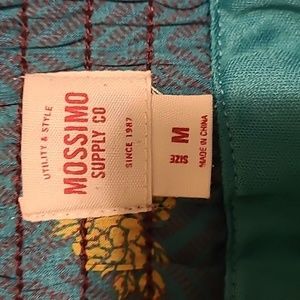 UTILITY & STYLE
MOSSIMO
SUPPLY CO
SINCE 1987
SIZE
M
MADE IN CHINA